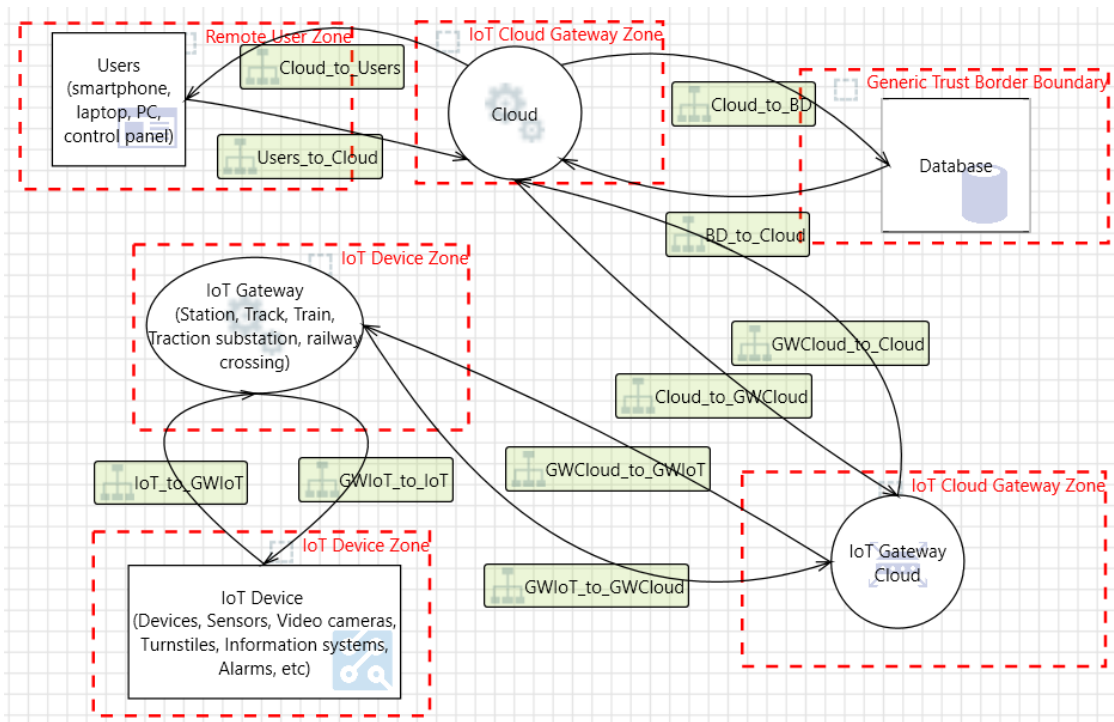 Remote User Zone
Users
(smartphone,
laptop, PC,
control panel)
Cloud_to_Users
Users_to_Cloud
IoT Cloud Gateway Zone
Cloud
Cloud_to_BD
Generic Trust Border Boundary
Database
BD_to_Cloud
IoT Device Zone
IoT Gateway
(Station, Track, Train,
Traction substation, railway
crossing)
GWCloud_to_Cloud
Cloud_to_GWCloud
GWCloud_to_GWIoT
IoT_to_GWIoT
GWIoT_to_IoT
IoT Cloud Gateway Zone
IoT Gateway
Cloud
GWIoT_to_GWCloud
IoT Device Zone
IoT Device
(Devices, Sensors, Video cameras,
Turnstiles, Information systems,
Alarms, etc)